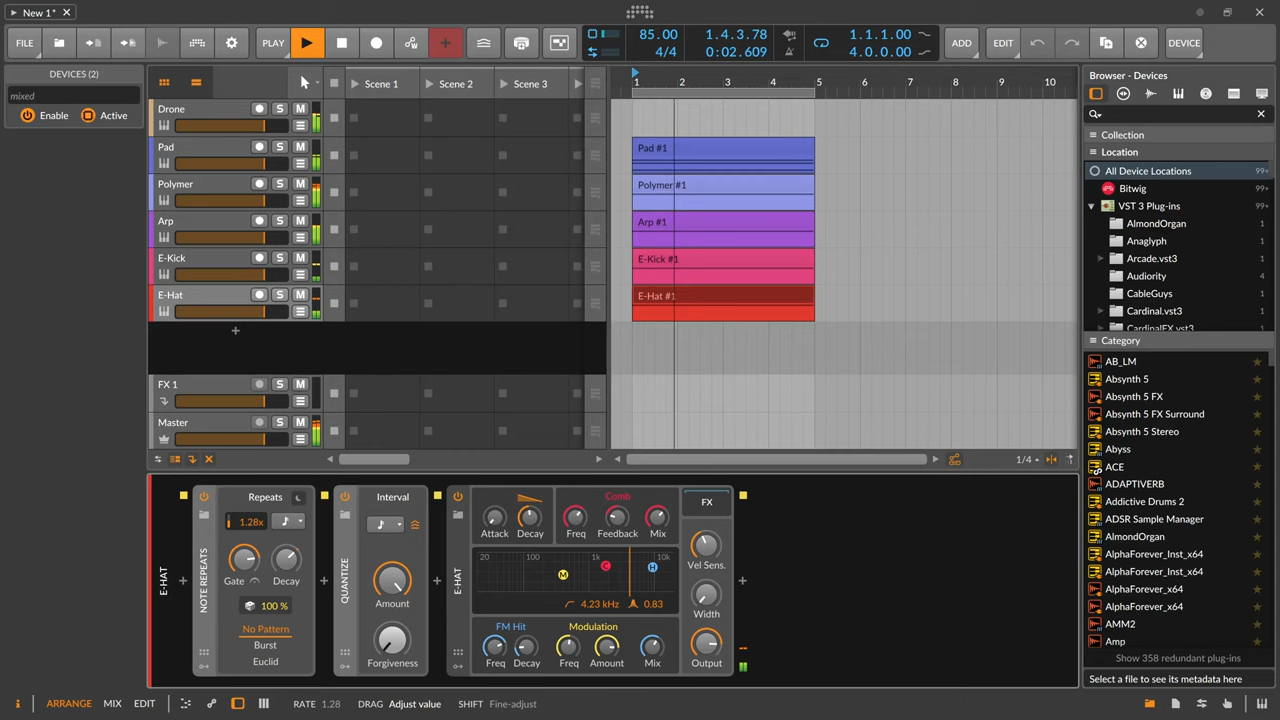 New 1*
FILE
PLAY
85.00
4/4
1.4.3.78
0:02.609
1.1.1.00
4.0.0.00
ADD
EDIT
DEVICE
DEVICES (2)
mixed
Enable
Active
Scene 1
Scene 2
Scene 3
1 2 3 4 5 6 7 8 9 10
Drone
S M
Pad
S M
Pad #1
Polymer
S M
Polymer #1
Arp
S M
Arp #1
E-Kick
S M
E-Kick #1
E-Hat
S M
E-Hat #1
+
FX 1
S M
Master
S M
1/4
E-HAT
NOTE REPEATS
Repeats
1.28x
Gate
Decay
100 %
No Pattern
Burst
Euclid
QUANTIZE
Interval
Amount
Forgiveness
E-HAT
Attack
Decay
Comb
Freq
Feedback
Mix
20 100 1k 10k
M C H
4.23 kHz 0.83
FM Hit
Freq
Decay
Modulation
Freq
Amount
Mix
FX
Vel Sens.
Width
Output
Browser - Devices
Collection
Location
All Device Locations 99+
Bitwig 99+
VST 3 Plug-ins 99+
AlmondOrgan 1
Anaglyph 1
Arcade.vst3 3
Audiority 4
CableGuys 1
Cardinal.vst3 3
CardinalFX.vst3
Category
AB_LM
Absynth 5
Absynth 5 FX
Absynth 5 FX Surround
Absynth 5 Stereo
Abyss
ACE
ADAPTIVERB
Addictive Drums 2
ADSR Sample Manager
AlmondOrgan
AlphaForever_Inst_x64
AlphaForever_Inst_x64
AlphaForever_x64
AlphaForever_x64
AMM2
Amp
Show 358 redundant plug-ins
Select a file to see its metadata here
ARRANGE
MIX
EDIT
RATE 1.28
DRAG Adjust value
SHIFT Fine-adjust